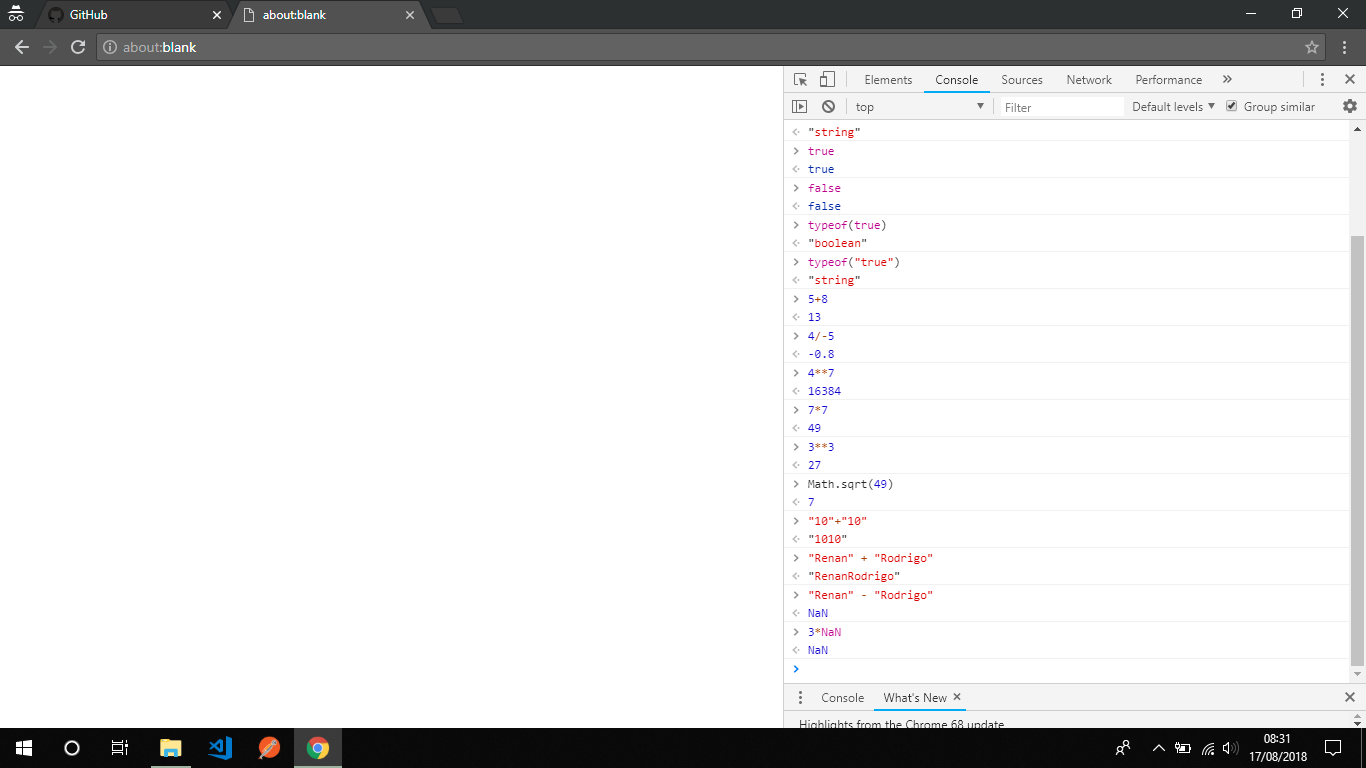 GitHub
about:blank
about:blank
Elements Console Sources Network Performance »
top Filter Default levels Group similar
"string"
true
true
false
false
typeof(true)
"boolean"
typeof("true")
"string"
5+8
13
4/-5
-0.8
4**7
16384
7*7
49
3**3
27
Math.sqrt(49)
7
"10"+"10"
"1010"
"Renan" + "Rodrigo"
"RenanRodrigo"
"Renan" - "Rodrigo"
NaN
3*NaN
NaN
Console What's New
Highlights from the Chrome 68 update
08:31
17/08/2018